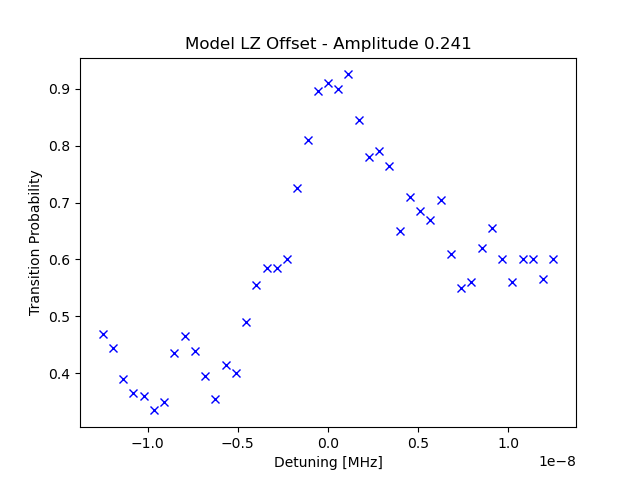 Model LZ Offset - Amplitude 0.241
Transition Probability
0.9
0.8
0.7
0.6
0.5
0.4
−1.0 −0.5 0.0 0.5 1.0
1e−8
Detuning [MHz]